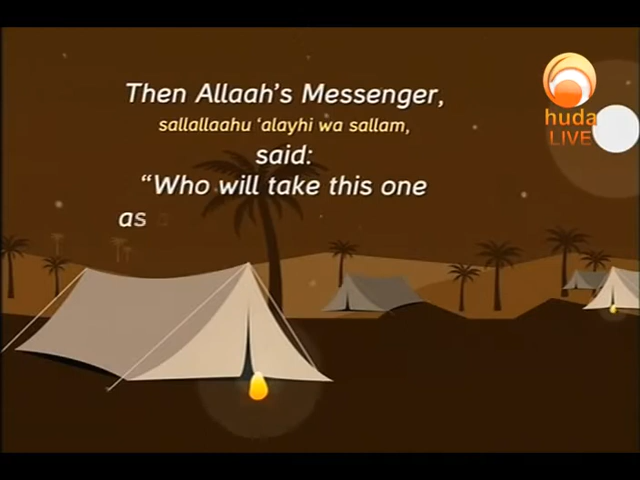 Then Allaah's Messenger,
sallallaahu 'alayhi wa sallam,
said:
"Who will take this one
as
huda
LIVE